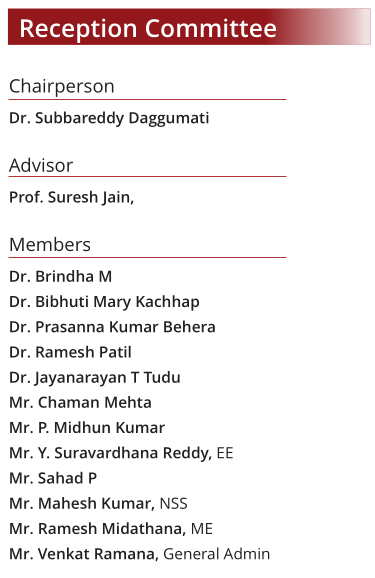 Reception Committee
Chairperson
Dr. Subbareddy Daggumati
Advisor
Prof. Suresh Jain,
Members
Dr. Brindha M
Dr. Bibhuti Mary Kachhap
Dr. Prasanna Kumar Behera
Dr. Ramesh Patil
Dr. Jayanarayan T Tudu
Mr. Chaman Mehta
Mr. P. Midhun Kumar
Mr. Y. Suravardhana Reddy, EE
Mr. Sahad P
Mr. Mahesh Kumar, NSS
Mr. Ramesh Midathana, ME
Mr. Venkat Ramana, General Admin